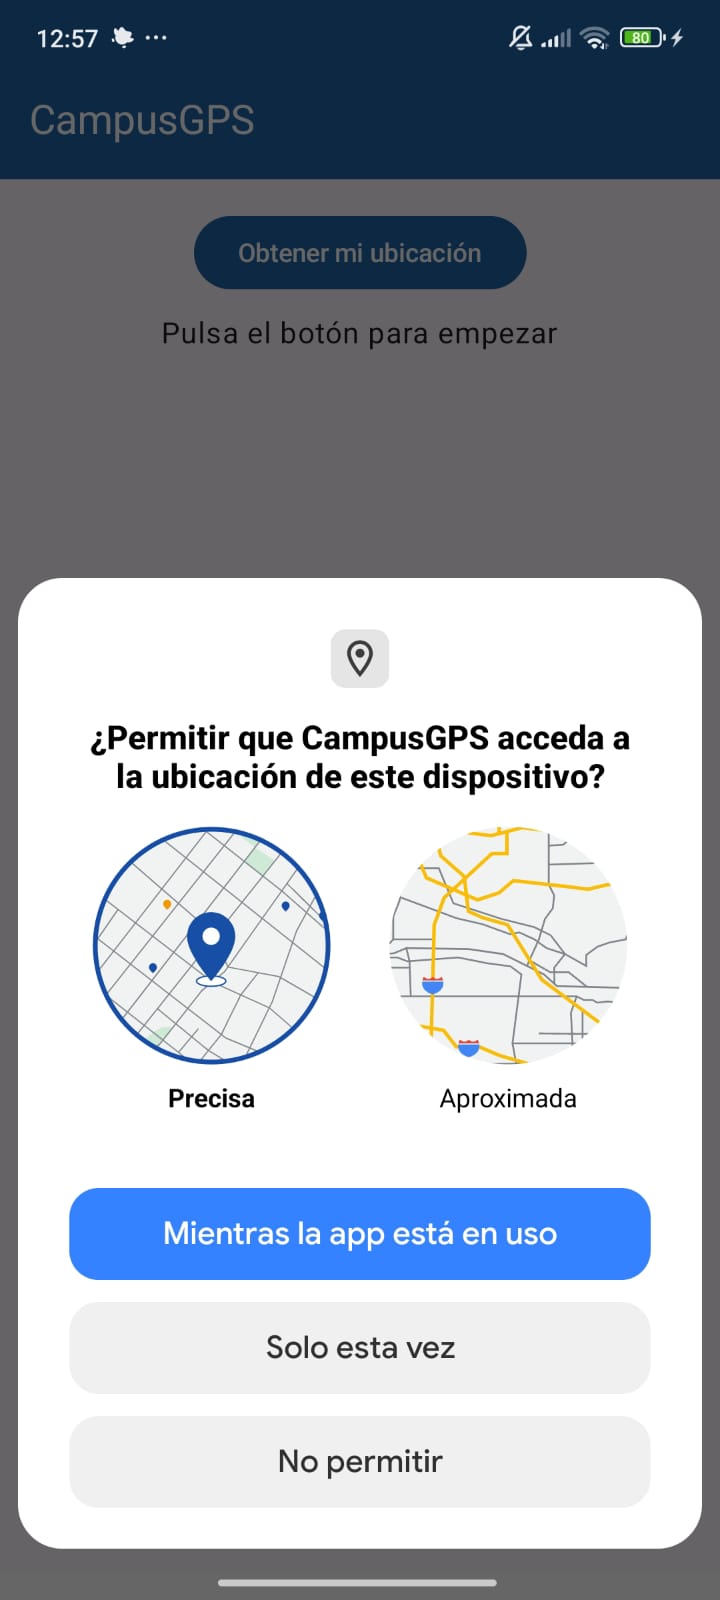 12:57
80
CampusGPS
Obtener mi ubicación
Pulsa el botón para empezar
¿Permitir que CampusGPS acceda a
la ubicación de este dispositivo?
Precisa
Aproximada
Mientras la app está en uso
Solo esta vez
No permitir